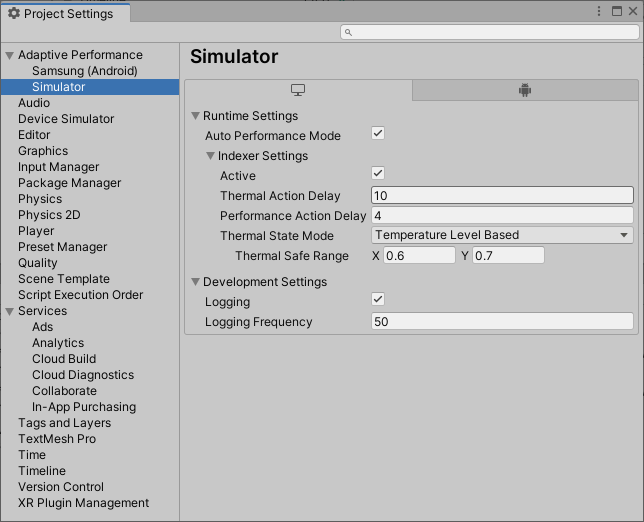 Project Settings
Adaptive Performance
Samsung (Android)
Simulator
Audio
Device Simulator
Editor
Graphics
Input Manager
Package Manager
Physics
Physics 2D
Player
Preset Manager
Quality
Scene Template
Script Execution Order
Services
Ads
Analytics
Cloud Build
Cloud Diagnostics
Collaborate
In-App Purchasing
Tags and Layers
TextMesh Pro
Time
Timeline
Version Control
XR Plugin Management
Simulator
Runtime Settings
Auto Performance Mode
Indexer Settings
Active
Thermal Action Delay 10
Performance Action Delay 4
Thermal State Mode Temperature Level Based
Thermal Safe Range X 0.6 Y 0.7
Development Settings
Logging
Logging Frequency 50